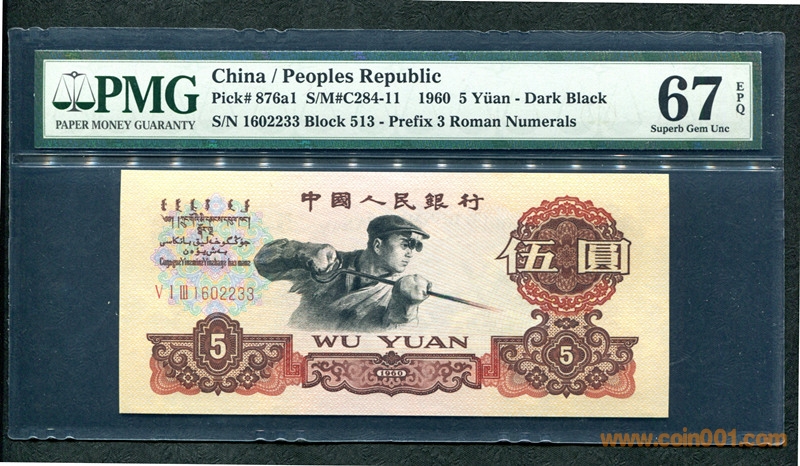 PMG
PAPER MONEY GUARANTY
China / Peoples Republic
Pick# 876a1 S/M#C284-11 1960 5 Yüan - Dark Black
S/N 1602233 Block 513 - Prefix 3 Roman Numerals
67 EPQ
Superb Gem Unc
中國人民銀行
伍圓
V I III 1602233
5
WU YUAN
5
1960
www.coin001.com